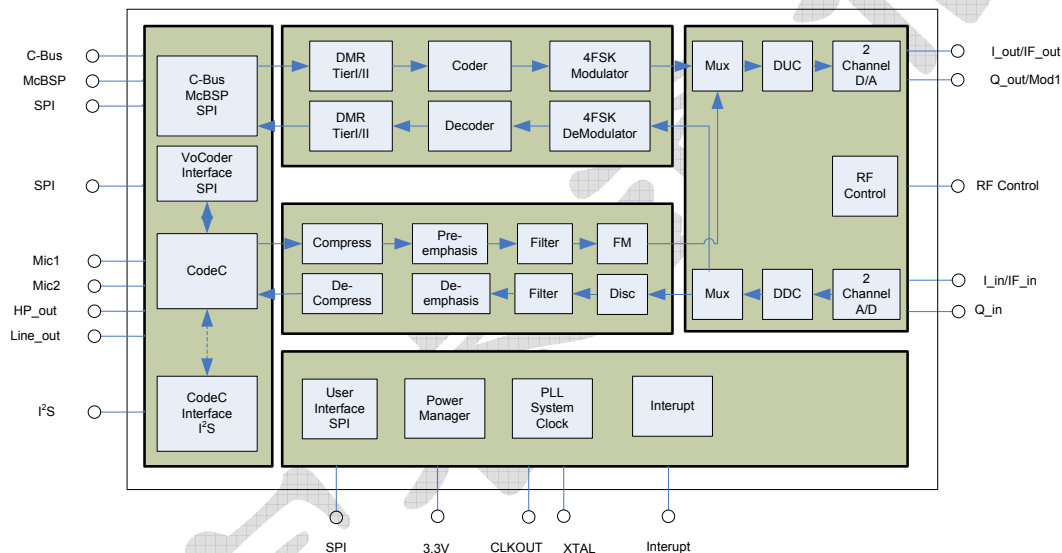 C-Bus
McBSP
SPI
SPI
Mic1
Mic2
HP_out
Line_out
I²S
C-Bus
McBSP
SPI
VoCoder
Interface
SPI
CodeC
CodeC
Interface
I²S
DMR
TierI/II
Coder
4FSK
Modulator
DMR
TierI/II
Decoder
4FSK
DeModulator
Compress
Pre-
emphasis
Filter
FM
De-
Compress
De-
emphasis
Filter
Disc
Mux
DUC
2
Channel
D/A
RF
Control
Mux
DDC
2
Channel
A/D
I_out/IF_out
Q_out/Mod1
RF Control
I_in/IF_in
Q_in
User
Interface
SPI
Power
Manager
PLL
System
Clock
Interupt
SPI
3.3V
CLKOUT
XTAL
Interupt